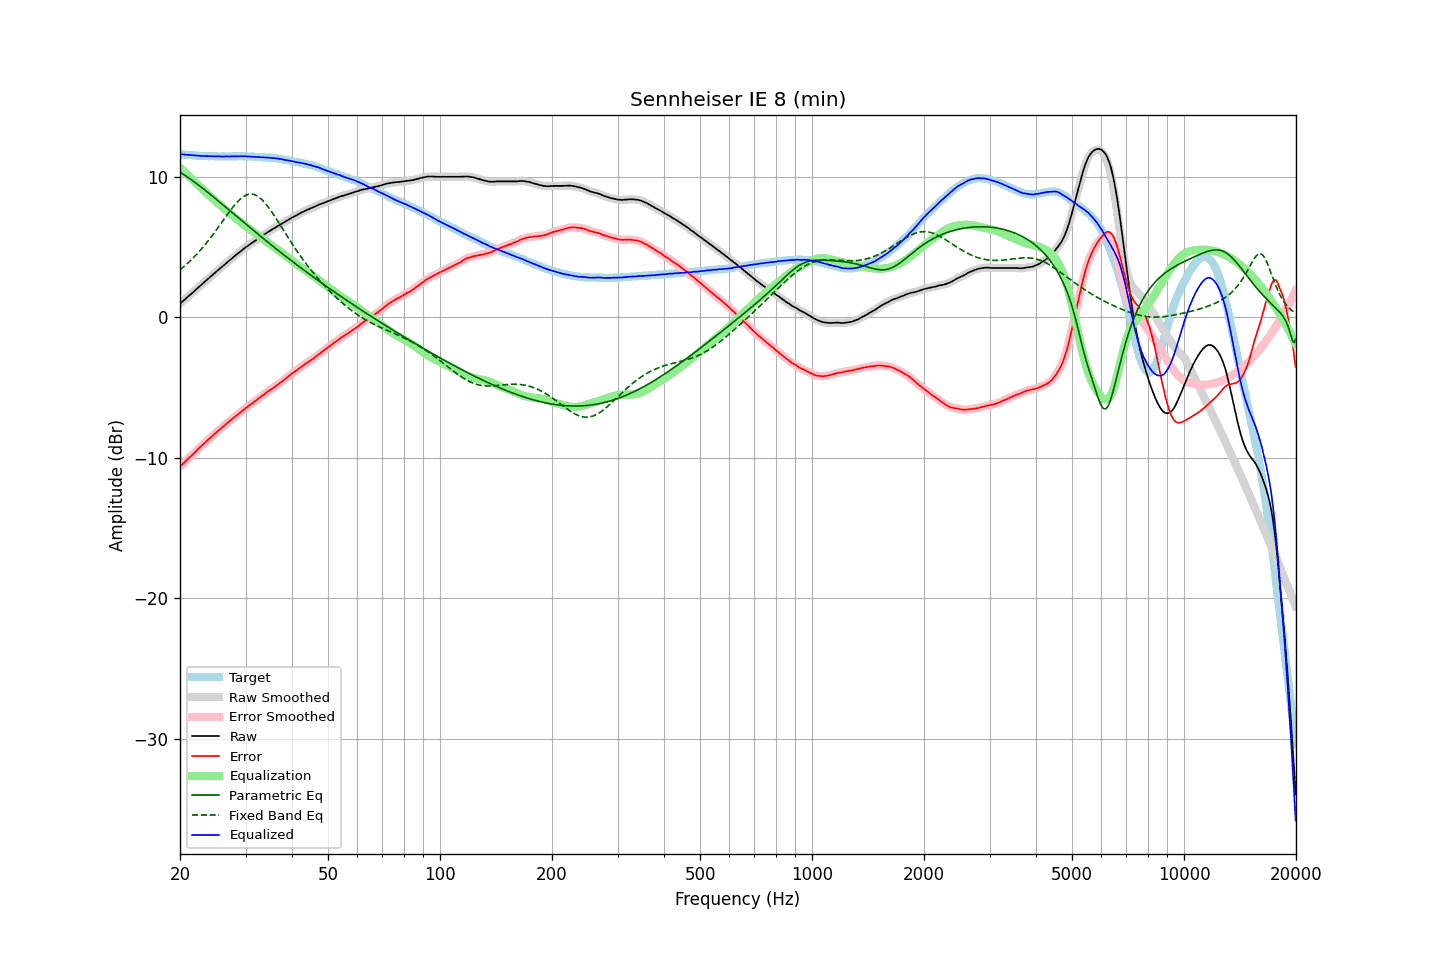 Sennheiser IE 8 (min)
10
0
−10
−20
−30
Amplitude (dBr)
Target
Raw Smoothed
Error Smoothed
Raw
Error
Equalization
Parametric Eq
Fixed Band Eq
Equalized
20 50 100 200 500 1000 2000 5000 10000 20000
Frequency (Hz)